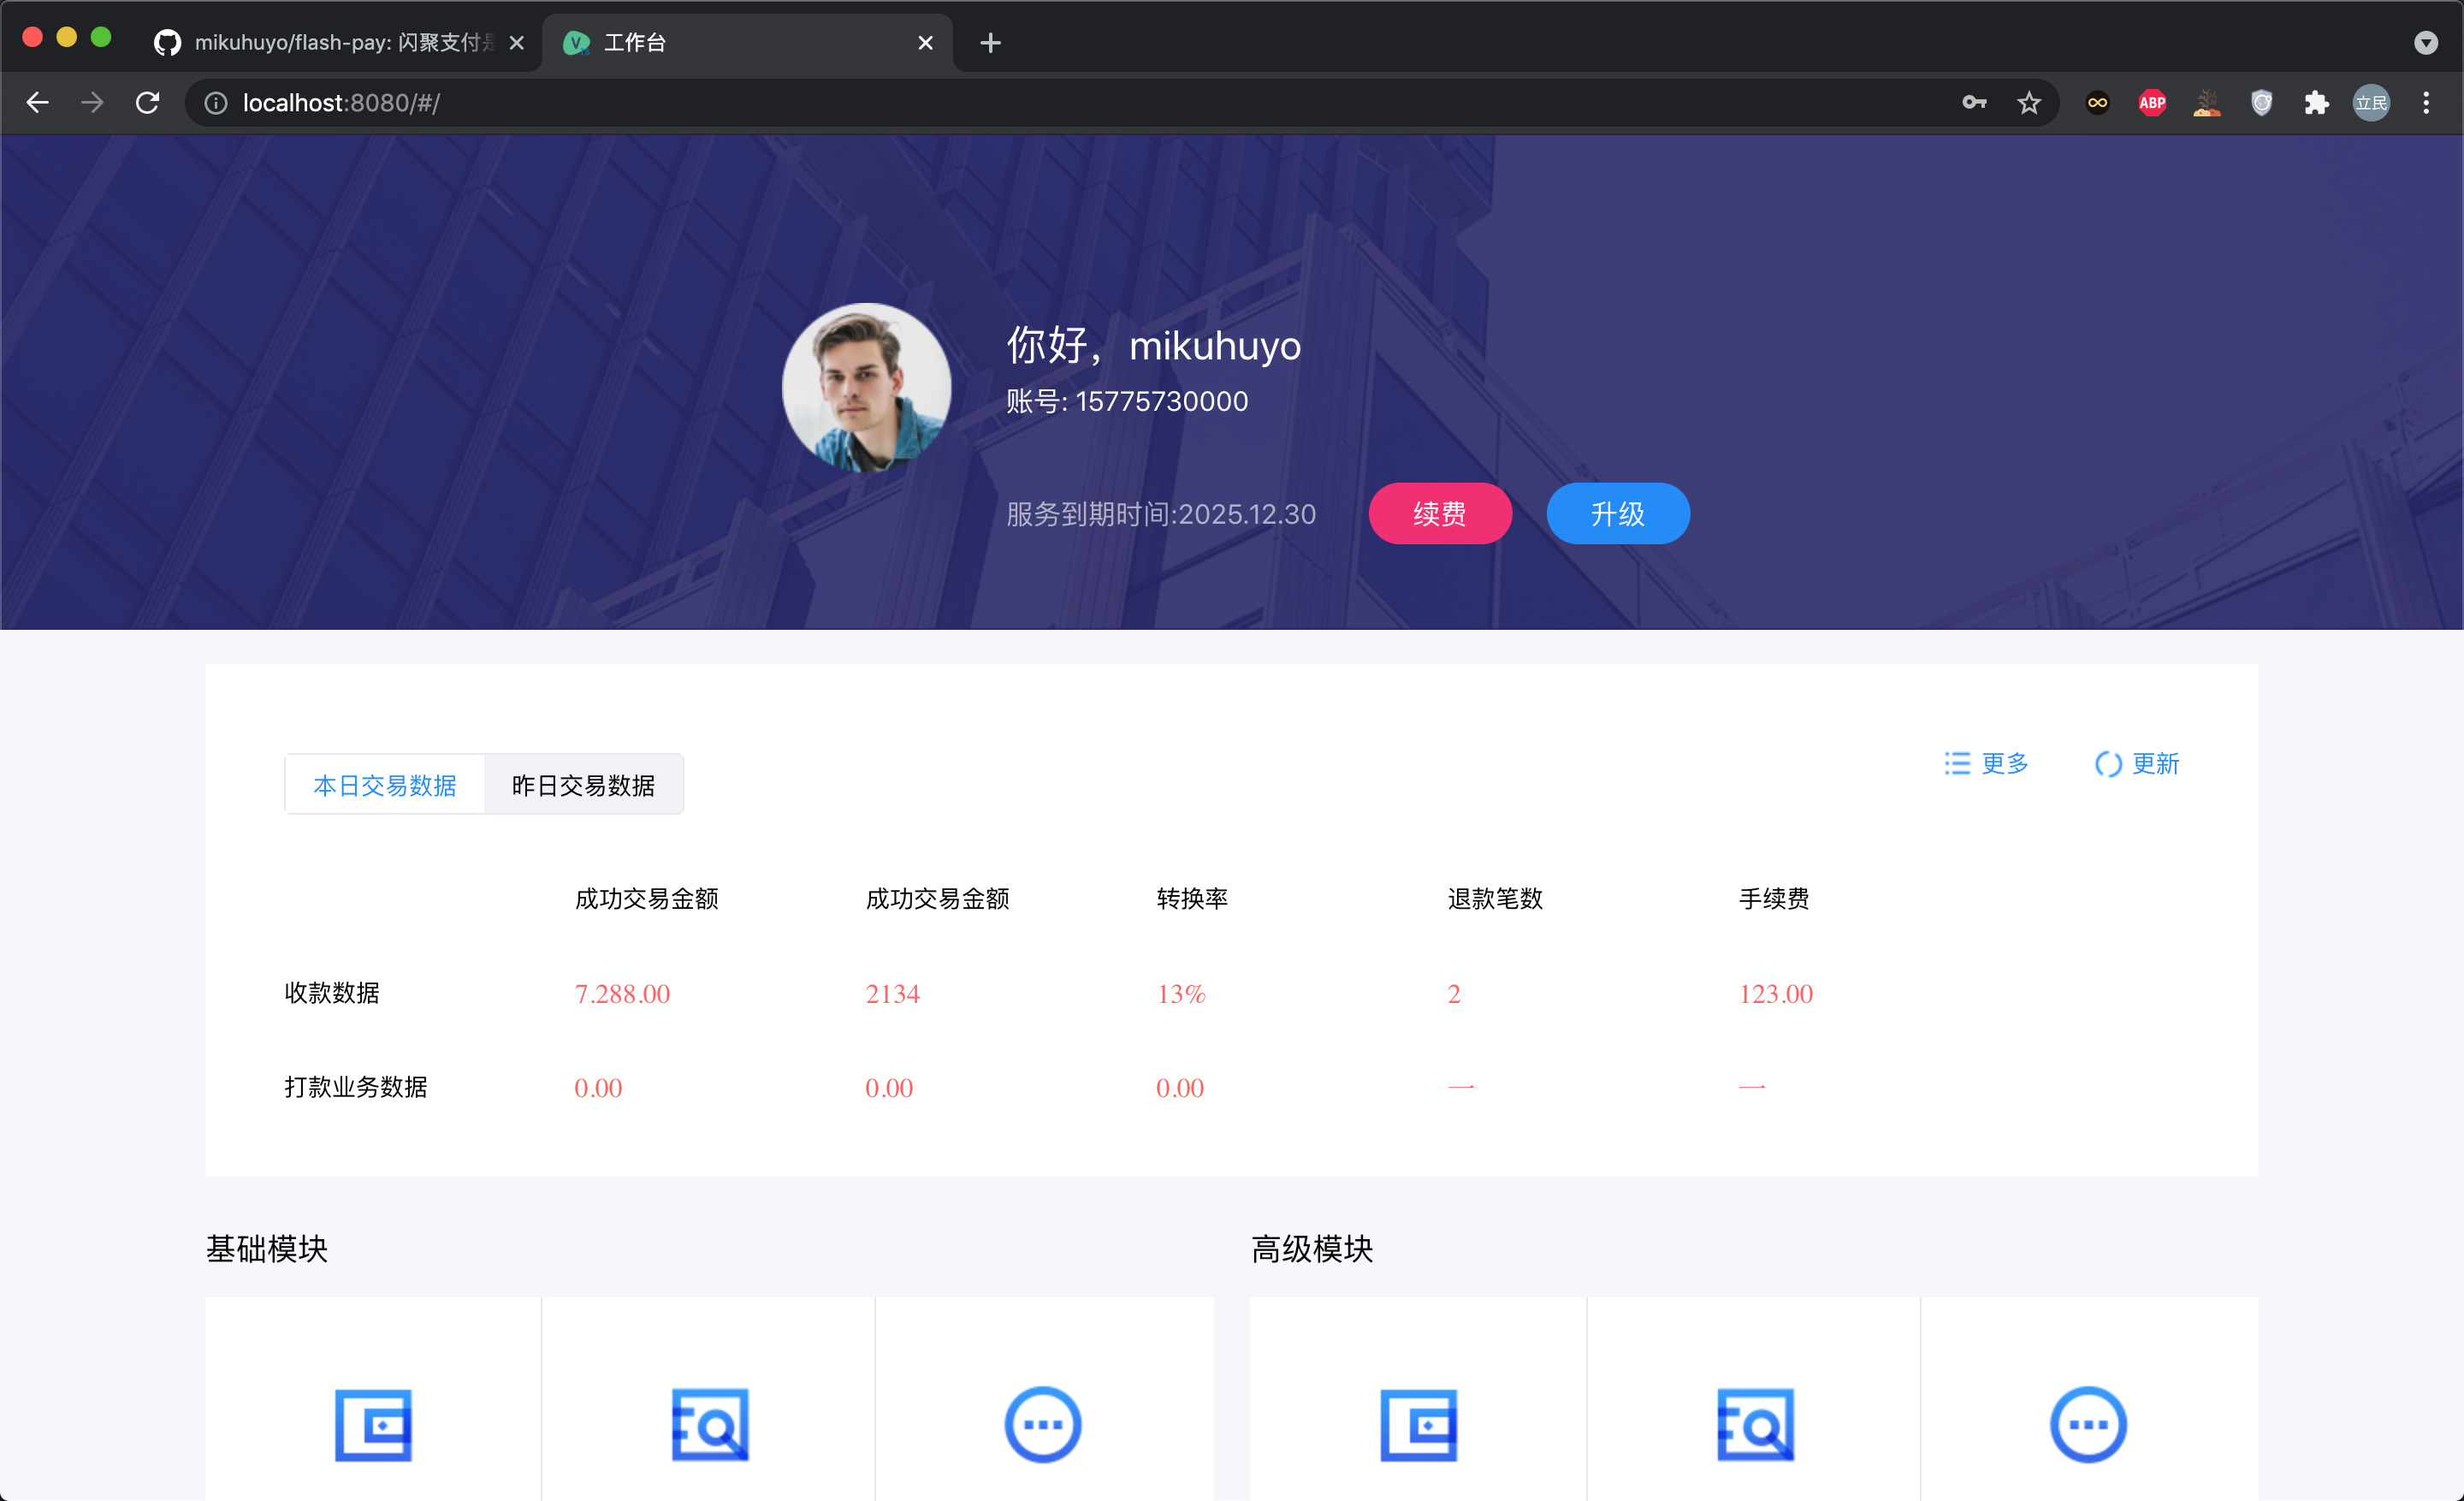 mikuhuyo/flash-pay: 闪聚支付是
工作台
localhost:8080/#/
ABP
立民
你好，mikuhuyo
账号: 15775730000
服务到期时间:2025.12.30
续费
升级
本日交易数据
昨日交易数据
更多
更新
成功交易金额 成功交易金额 转换率 退款笔数 手续费
收款数据 7.288.00 2134 13% 2 123.00
打款业务数据 0.00 0.00 0.00 — —
基础模块
高级模块